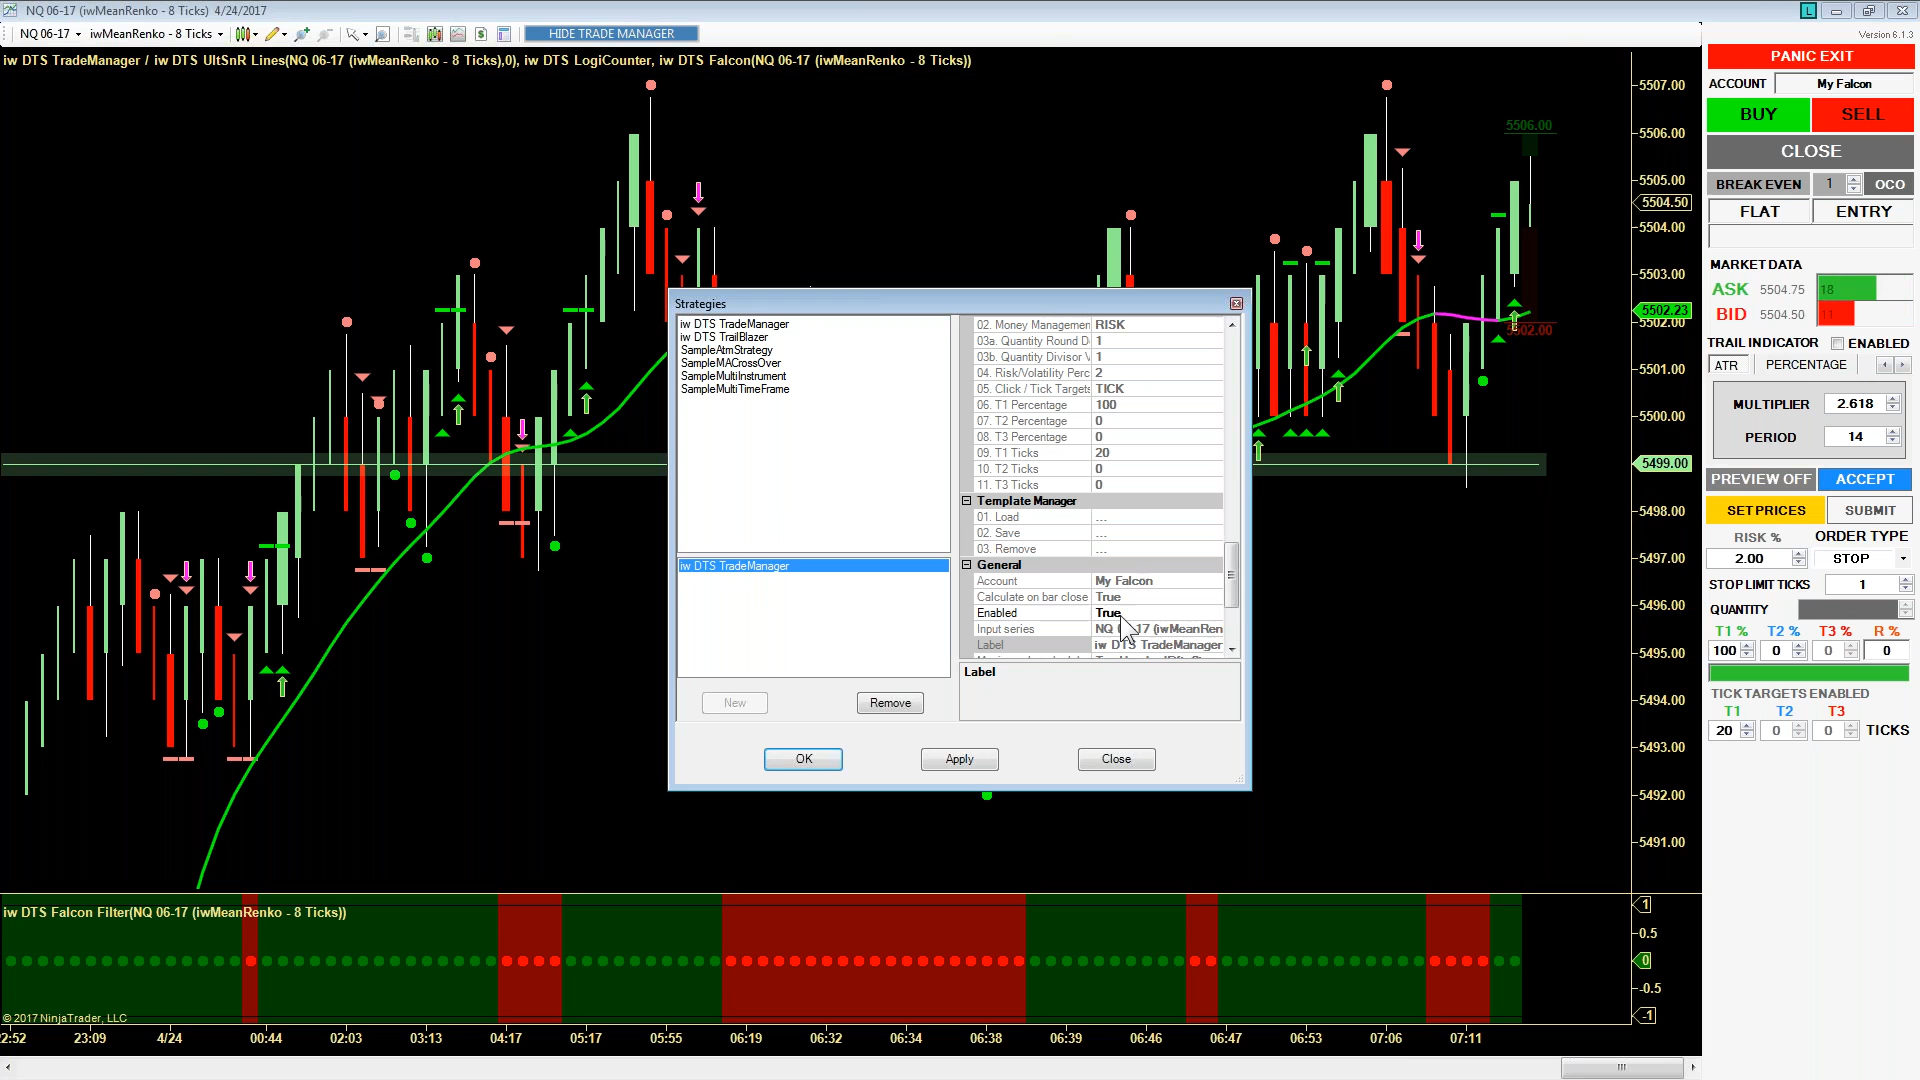 NQ 06-17 (iwMeanRenko - 8 Ticks) 4/24/2017
L
NQ 06-17 iwMeanRenko - 8 Ticks HIDE TRADE MANAGER
Version 6.1.3
iw DTS TradeManager / iw DTS UltSnR Lines(NQ 06-17 (iwMeanRenko - 8 Ticks),0), iw DTS LogiCounter, iw DTS Falcon(NQ 06-17 (iwMeanRenko - 8 Ticks))
5507.00
5506.00
5505.00
5504.50
5504.00
5503.00
5502.23
5502.00
5501.00
5500.00
5499.00
5498.00
5497.00
5496.00
5495.00
5494.00
5493.00
5492.00
5491.00
5506.00
5502.00
Strategies
iw DTS TradeManager
iw DTS TrailBlazer
SampleAtmStrategy
SampleMACrossOver
SampleMultiInstrument
SampleMultiTimeFrame
iw DTS TradeManager
New
Remove
02. Money Managemen RISK
03a. Quantity Round D 1
03b. Quantity Divisor V 1
04. Risk/Volatility Perc 2
05. Click / Tick Targets TICK
06. T1 Percentage 100
07. T2 Percentage 0
08. T3 Percentage 0
09. T1 Ticks 20
10. T2 Ticks 0
11. T3 Ticks 0
Template Manager
01. Load ...
02. Save ...
03. Remove ...
General
Account My Falcon
Calculate on bar close True
Enabled True
Input series NQ 17 (iwMeanRen
Label iw DTS TradeManager
Label
OK
Apply
Close
PANIC EXIT
ACCOUNT My Falcon
BUY SELL
CLOSE
BREAK EVEN 1 OCO
FLAT ENTRY
MARKET DATA
ASK 5504.75 18
BID 5504.50 11
TRAIL INDICATOR ENABLED
ATR PERCENTAGE
MULTIPLIER 2.618
PERIOD 14
PREVIEW OFF ACCEPT
SET PRICES SUBMIT
RISK % ORDER TYPE
2.00 STOP
STOP LIMIT TICKS 1
QUANTITY
T1 % T2 % T3 % R %
100 0 0 0
TICK TARGETS ENABLED
T1 T2 T3
20 0 0 TICKS
iw DTS Falcon Filter(NQ 06-17 (iwMeanRenko - 8 Ticks))
1
0.5
0
-0.5
-1
© 2017 NinjaTrader, LLC
2:52 23:09 4/24 00:44 02:03 03:13 04:17 05:17 05:55 06:19 06:32 06:34 06:38 06:39 06:46 06:47 06:53 07:06 07:11